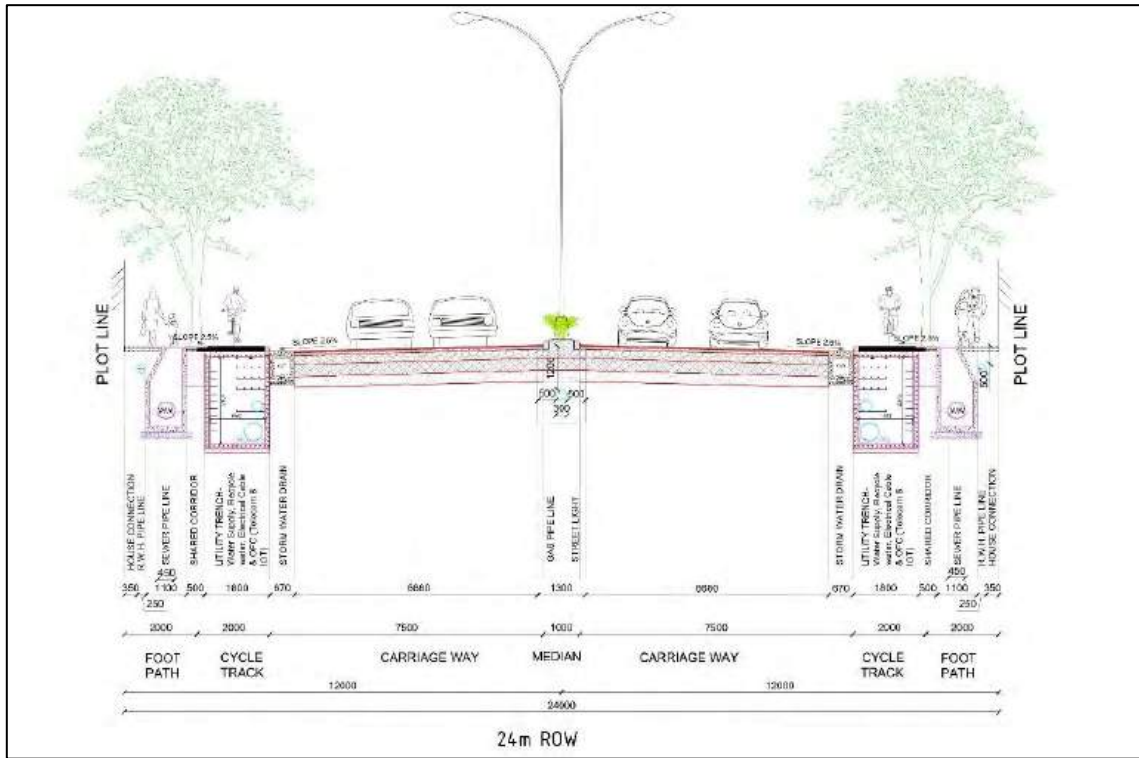 PLOT LINE
PLOT LINE
SLOPE 2.5%
SLOPE 2.5%
SLOPE 2.5%
1200
500
500
300
500
HOUSE CONNECTION
R.W.H. PIPE LINE
SEWER PIPE LINE
SHARED CORRIDOR
UTILITY TRENCH-
Water Supply, Recycle
water, Electrical Cable
& OFC (Telecom &
IOT)
STORM WATER DRAIN
GAS PIPE LINE
STREET LIGHT
STORM WATER DRAIN
UTILITY TRENCH-
Water Supply, Recycle
water, Electrical Cable
& OFC (Telecom &
IOT)
SHARED CORRIDOR
SEWER PIPE LINE
R.W.H. PIPE LINE
HOUSE CONNECTION
450
450
350 1100 500 1800 670 6680 1300 6680 670 1800 500 1100 350
250
250
2000 2000 7500 1000 7500 2000 2000
FOOT PATH
CYCLE TRACK
CARRIAGE WAY
MEDIAN
CARRIAGE WAY
CYCLE TRACK
FOOT PATH
12000 12000
24000
24m ROW